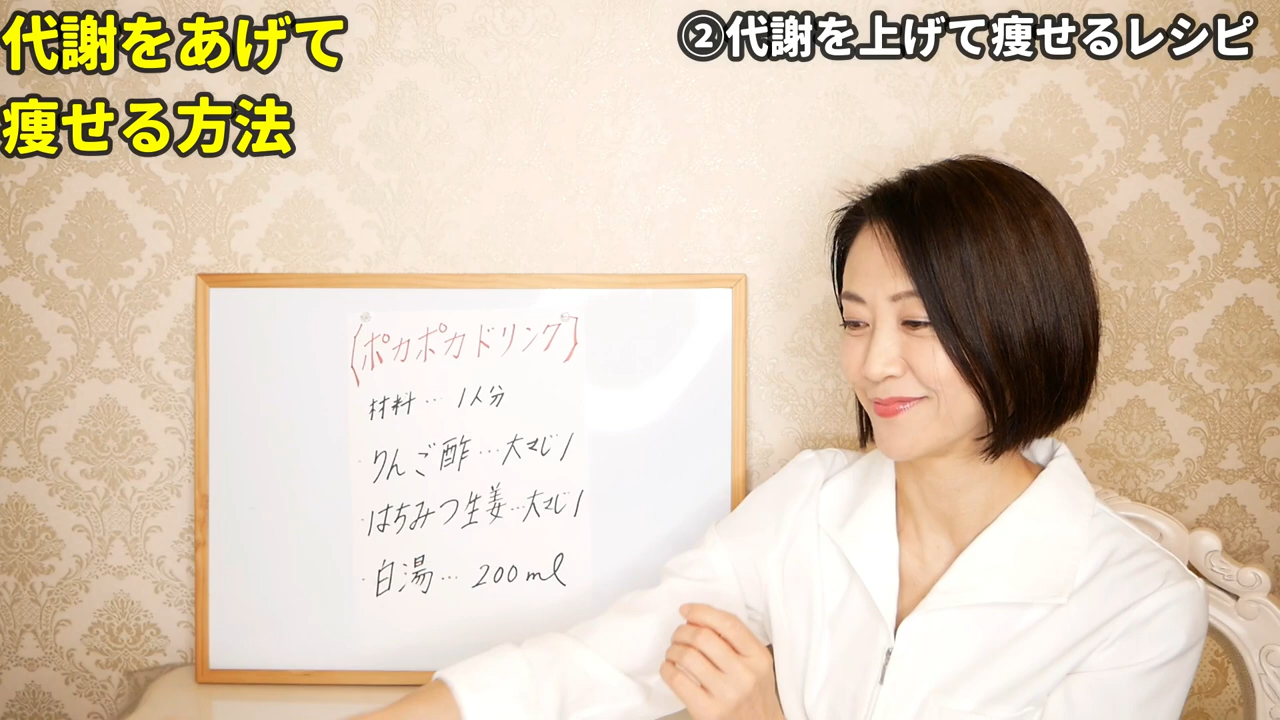 代謝をあげて
痩せる方法
②代謝を上げて痩せるレシピ
【ポカポカドリンク】
材料…1人分
・りんご酢…大さじ1
・はちみつ生姜…大さじ1
・白湯…200ml